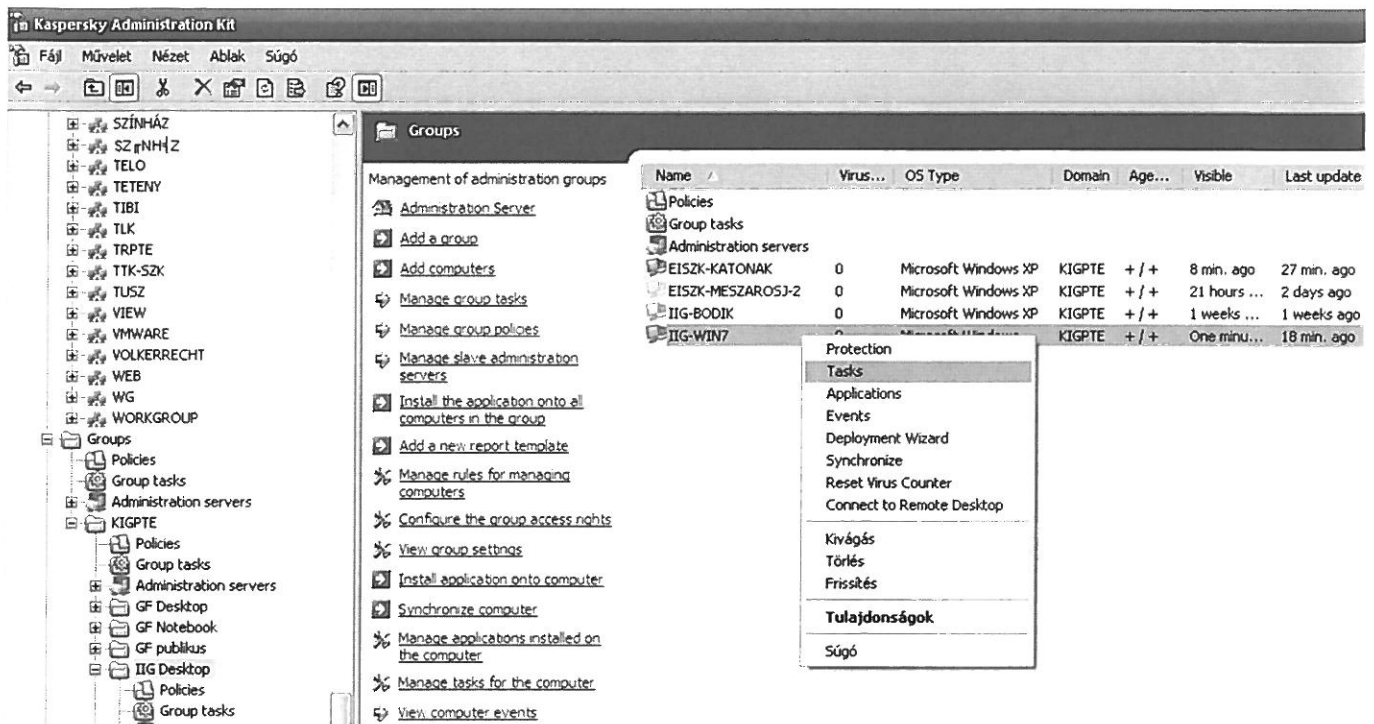 Kaspersky Administration Kit
Fájl Művelet Nézet Ablak Súgó
SZÍNHÁZ
TELO
TETENY
TIBI
TLK
TRPTE
TTK-SZK
TUSZ
VIEW
VMWARE
VOLKERRECHT
WEB
WG
WORKGROUP
Groups
Policies
Group tasks
Administration servers
KIGPTE
Policies
Group tasks
Administration servers
GF Desktop
GF Notebook
GF publikus
IIG Desktop
Policies
Group tasks
Groups
Management of administration groups
Administration Server
Add a group
Add computers
Manage group tasks
Manage group policies
Manage slave administration
servers
Install the application onto all
computers in the group
Add a new report template
Manage rules for managing
computers
Configure the group access rights
View group settings
Install application onto computer
Synchronize computer
Manage applications installed on
the computer
Manage tasks for the computer
View computer events
Name Virus... OS Type Domain Age... Visible Last update
Policies
Group tasks
Administration servers
EISZK-KATONAK 0 Microsoft Windows XP KIGPTE + / + 8 min. ago 27 min. ago
EISZK-MESZAROSJ-2 0 Microsoft Windows XP KIGPTE + / + 21 hours ... 2 days ago
IIG-BODIK 0 Microsoft Windows XP KIGPTE + / + 1 weeks ... 1 weeks ago
IIG-WIN7 0 Microsoft Windows KIGPTE + / + One minu... 18 min. ago
Protection
Tasks
Applications
Events
Deployment Wizard
Synchronize
Reset Virus Counter
Connect to Remote Desktop
Kivágás
Törlés
Frissítés
Tulajdonságok
Súgó